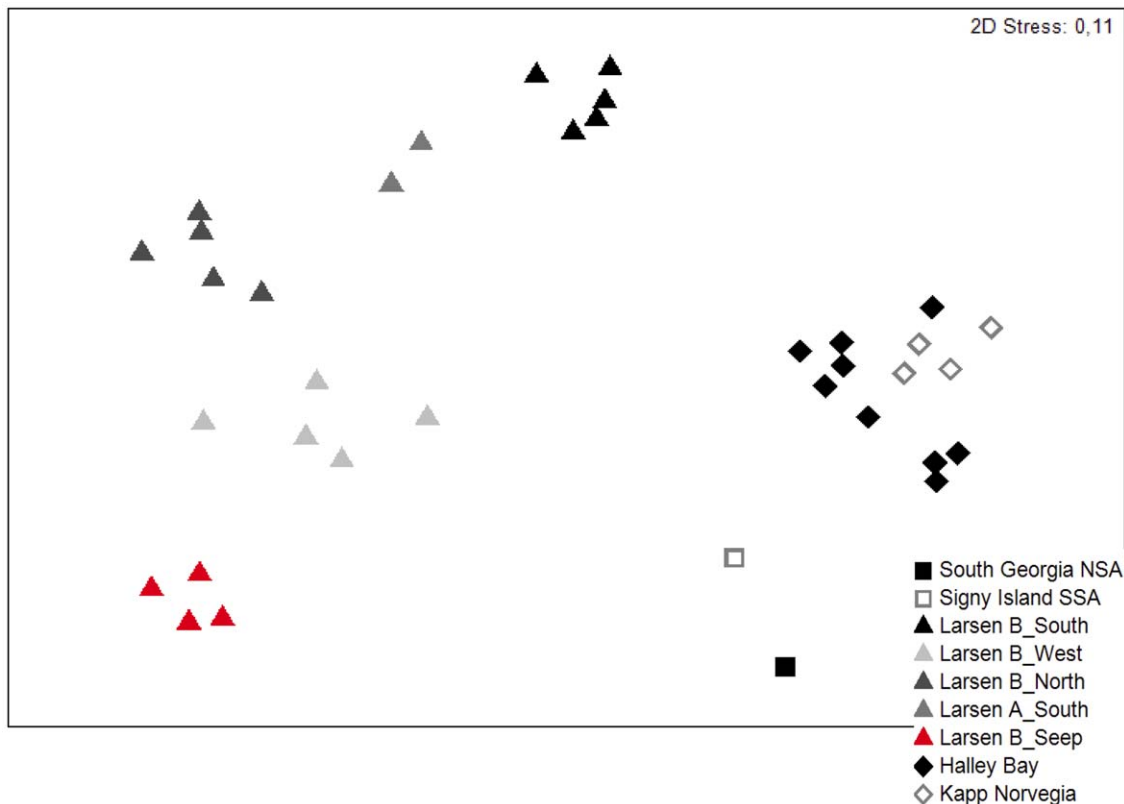 2D Stress: 0,11
South Georgia NSA
Signy Island SSA
Larsen B_South
Larsen B_West
Larsen B_North
Larsen A_South
Larsen B_Seep
Halley Bay
Kapp Norvegia